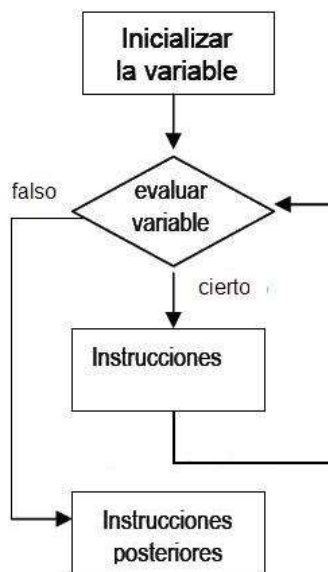 Inicializar
la variable
falso
evaluar
variable
cierto
Instrucciones
Instrucciones
posteriores